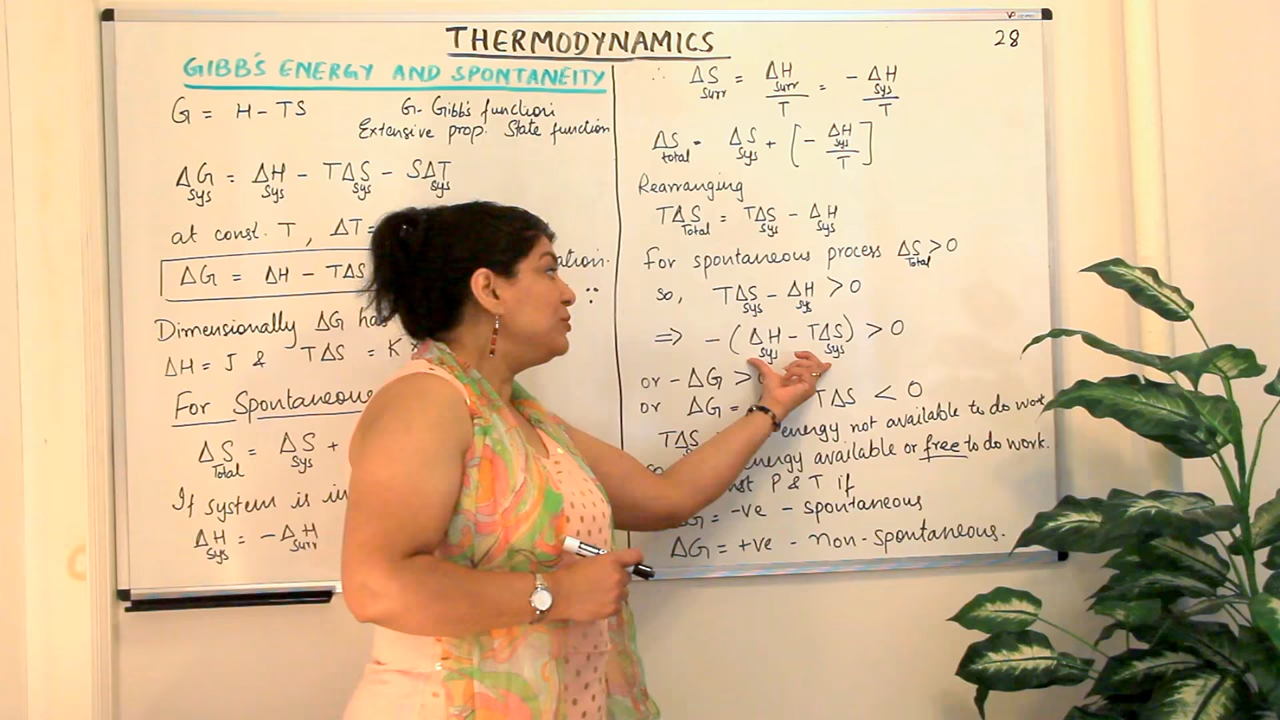 THERMODYNAMICS
28
GIBB'S ENERGY AND SPONTANEITY
G = H - TS
G- Gibb's function.
Extensive prop. State function
ΔG sys = ΔH sys - TΔS sys - SΔT sys
at const. T, ΔT =
ΔG = ΔH - TΔS
∵
Dimensionally ΔG has
ΔH = J & TΔS = K
For Spontaneous
ΔS Total = ΔS sys +
If system is in
ΔH sys = -ΔH surr
∴ ΔS surr = ΔH surr / T = - ΔH sys / T
ΔS total = ΔS sys + [- ΔH sys / T]
Rearranging
TΔS Total = TΔS sys - ΔH sys
For spontaneous process ΔS Total > 0
so, TΔS sys - ΔH sys > 0
⇒ - (ΔH sys - TΔS sys) > 0
or - ΔG > 0
or ΔG = TΔS < 0
TΔS energy not available to do work
so energy available or free to do work.
P & T if
ΔG = -ve - spontaneous
ΔG = +ve - non-spontaneous.